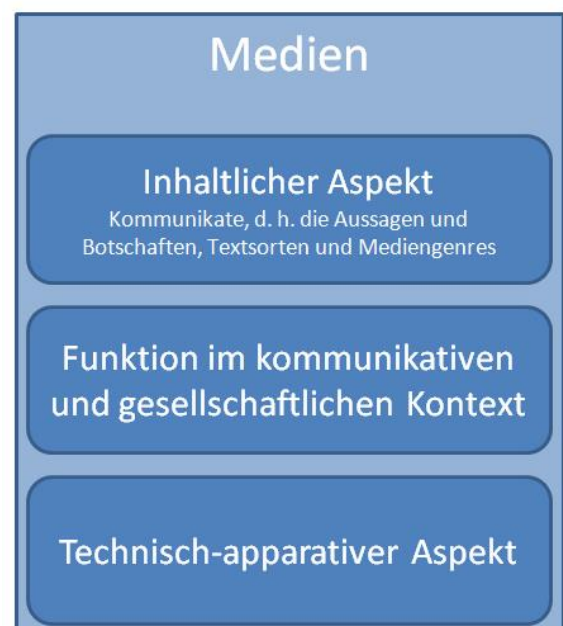 Medien
Inhaltlicher Aspekt
Kommunikate, d. h. die Aussagen und
Botschaften, Textsorten und Mediengenres
Funktion im kommunikativen
und gesellschaftlichen Kontext
Technisch-apparativer Aspekt